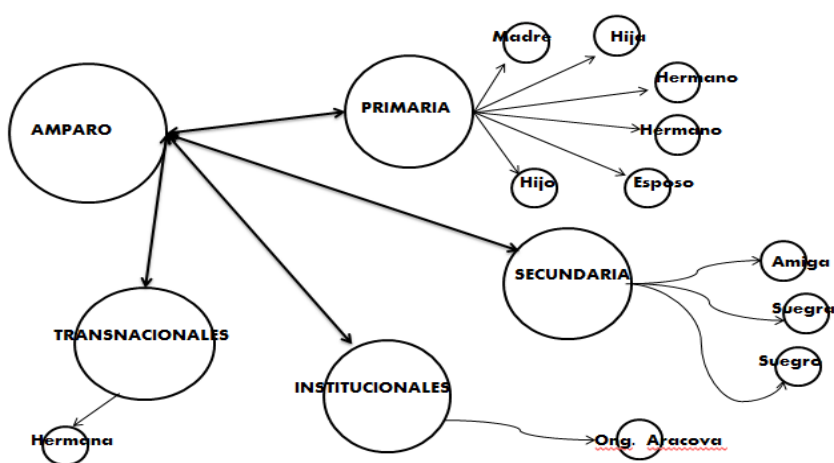 Madre
Hija
Hermano
PRIMARIA
AMPARO
Hermano
Hijo
Esposo
Amiga
SECUNDARIA
Suegra
TRANSNACIONALES
Suegro
INSTITUCIONALES
Hermana
Ong. Aracova